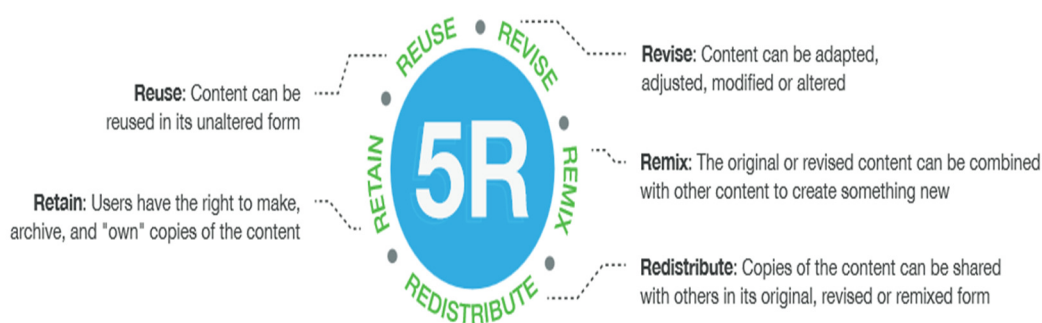 REUSE
REVISE
REMIX
REDISTRIBUTE
RETAIN
5R
Reuse: Content can be
reused in its unaltered form
Retain: Users have the right to make,
archive, and "own" copies of the content
Revise: Content can be adapted,
adjusted, modified or altered
Remix: The original or revised content can be combined
with other content to create something new
Redistribute: Copies of the content can be shared
with others in its original, revised or remixed form